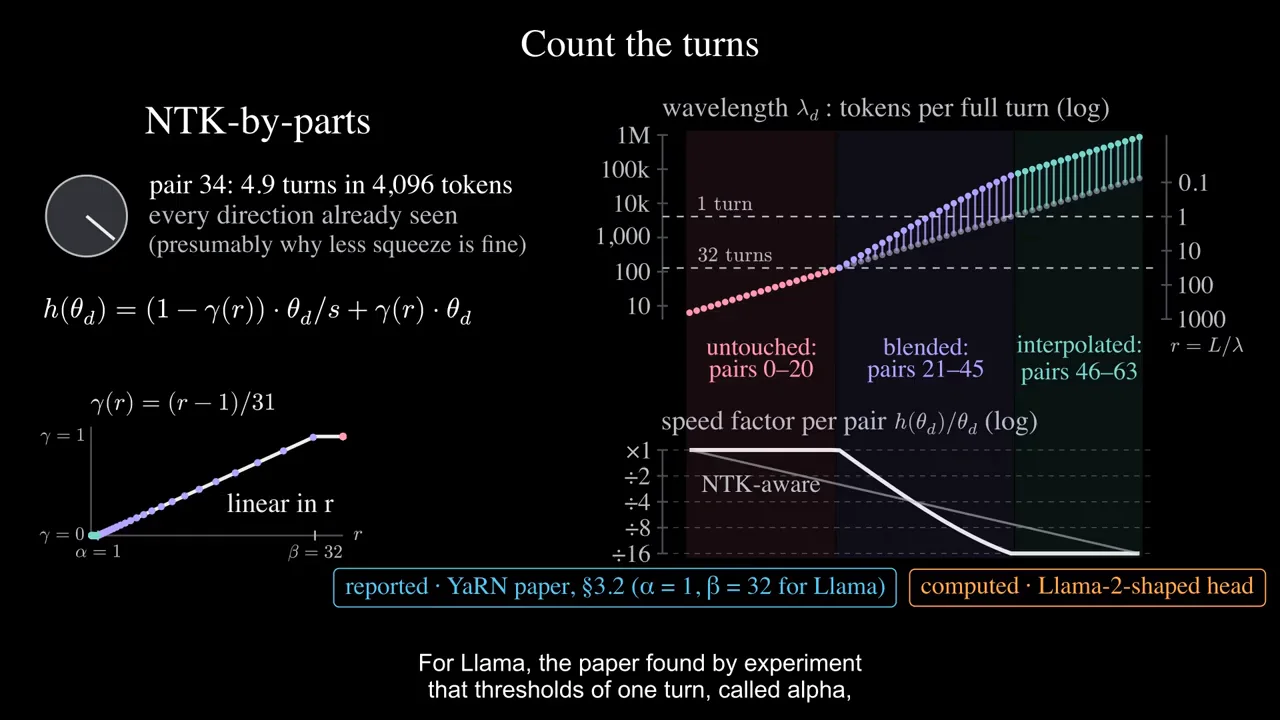 Count the turns
NTK-by-parts
pair 34: 4.9 turns in 4,096 tokens
every direction already seen
(presumably why less squeeze is fine)
h(θ_d) = (1 − γ(r)) · θ_d/s + γ(r) · θ_d
γ(r) = (r − 1)/31
γ = 1
linear in r
γ = 0
r
α = 1
β = 32
wavelength λ_d : tokens per full turn (log)
1M
100k
10k
1,000
100
10
1 turn
32 turns
0.1
1
10
100
1000
r = L/λ
untouched:
pairs 0–20
blended:
pairs 21–45
interpolated:
pairs 46–63
speed factor per pair h(θ_d)/θ_d (log)
×1
÷2
÷4
÷8
÷16
NTK-aware
reported · YaRN paper, §3.2 (α = 1, β = 32 for Llama)
computed · Llama-2-shaped head
For Llama, the paper found by experiment
that thresholds of one turn, called alpha,